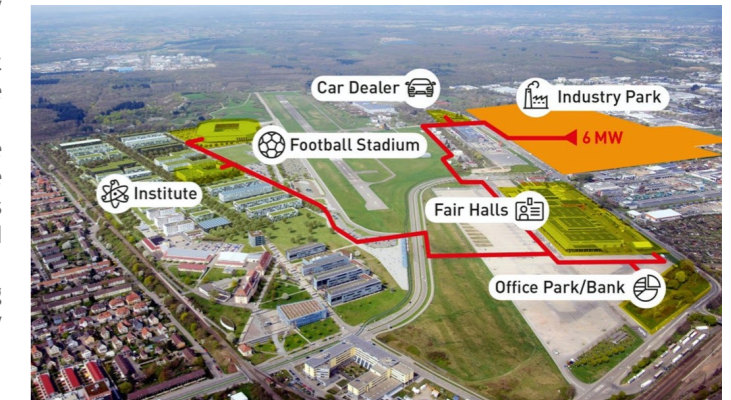 Car Dealer
Industry Park
6 MW
Football Stadium
Institute
Fair Halls
Office Park/Bank